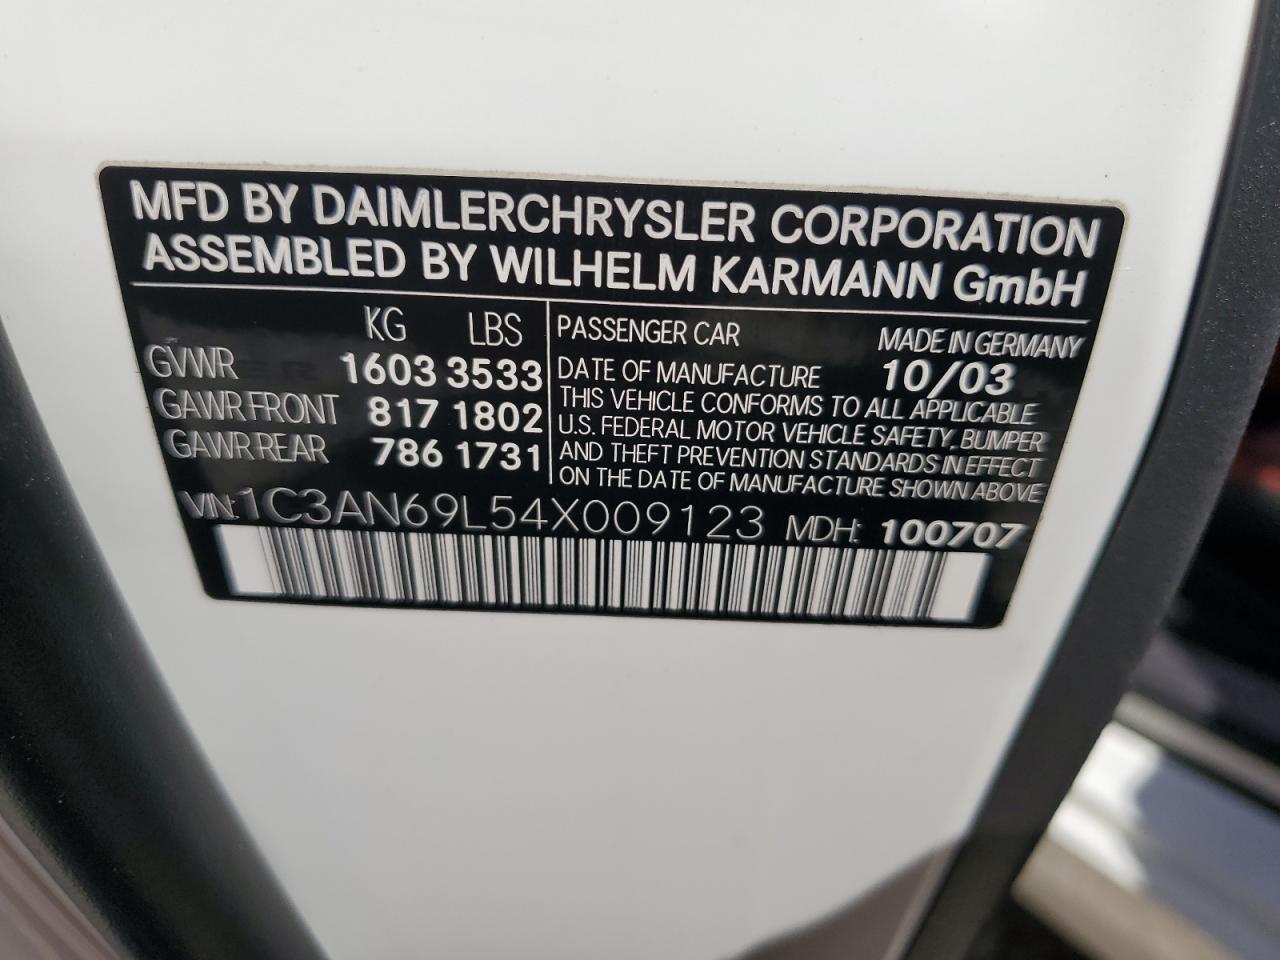 MFD BY DAIMLERCHRYSLER CORPORATION
ASSEMBLED BY WILHELM KARMANN GmbH
KG LBS
GVWR 1603 3533
GAWR FRONT 817 1802
GAWR REAR 786 1731
PASSENGER CAR MADE IN GERMANY
DATE OF MANUFACTURE 10/03
THIS VEHICLE CONFORMS TO ALL APPLICABLE
U.S. FEDERAL MOTOR VEHICLE SAFETY, BUMPER
AND THEFT PREVENTION STANDARDS IN EFFECT
ON THE DATE OF MANUFACTURE SHOWN ABOVE
VIN: 1C3AN69L54X009123 MDH: 100707